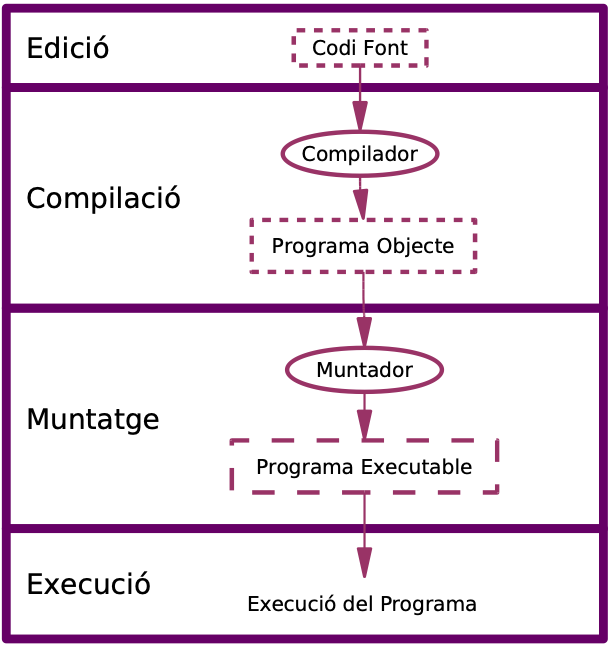 Edició
Codi Font
Compilador
Compilació
Programa Objecte
Muntador
Muntatge
Programa Executable
Execució
Execució del Programa